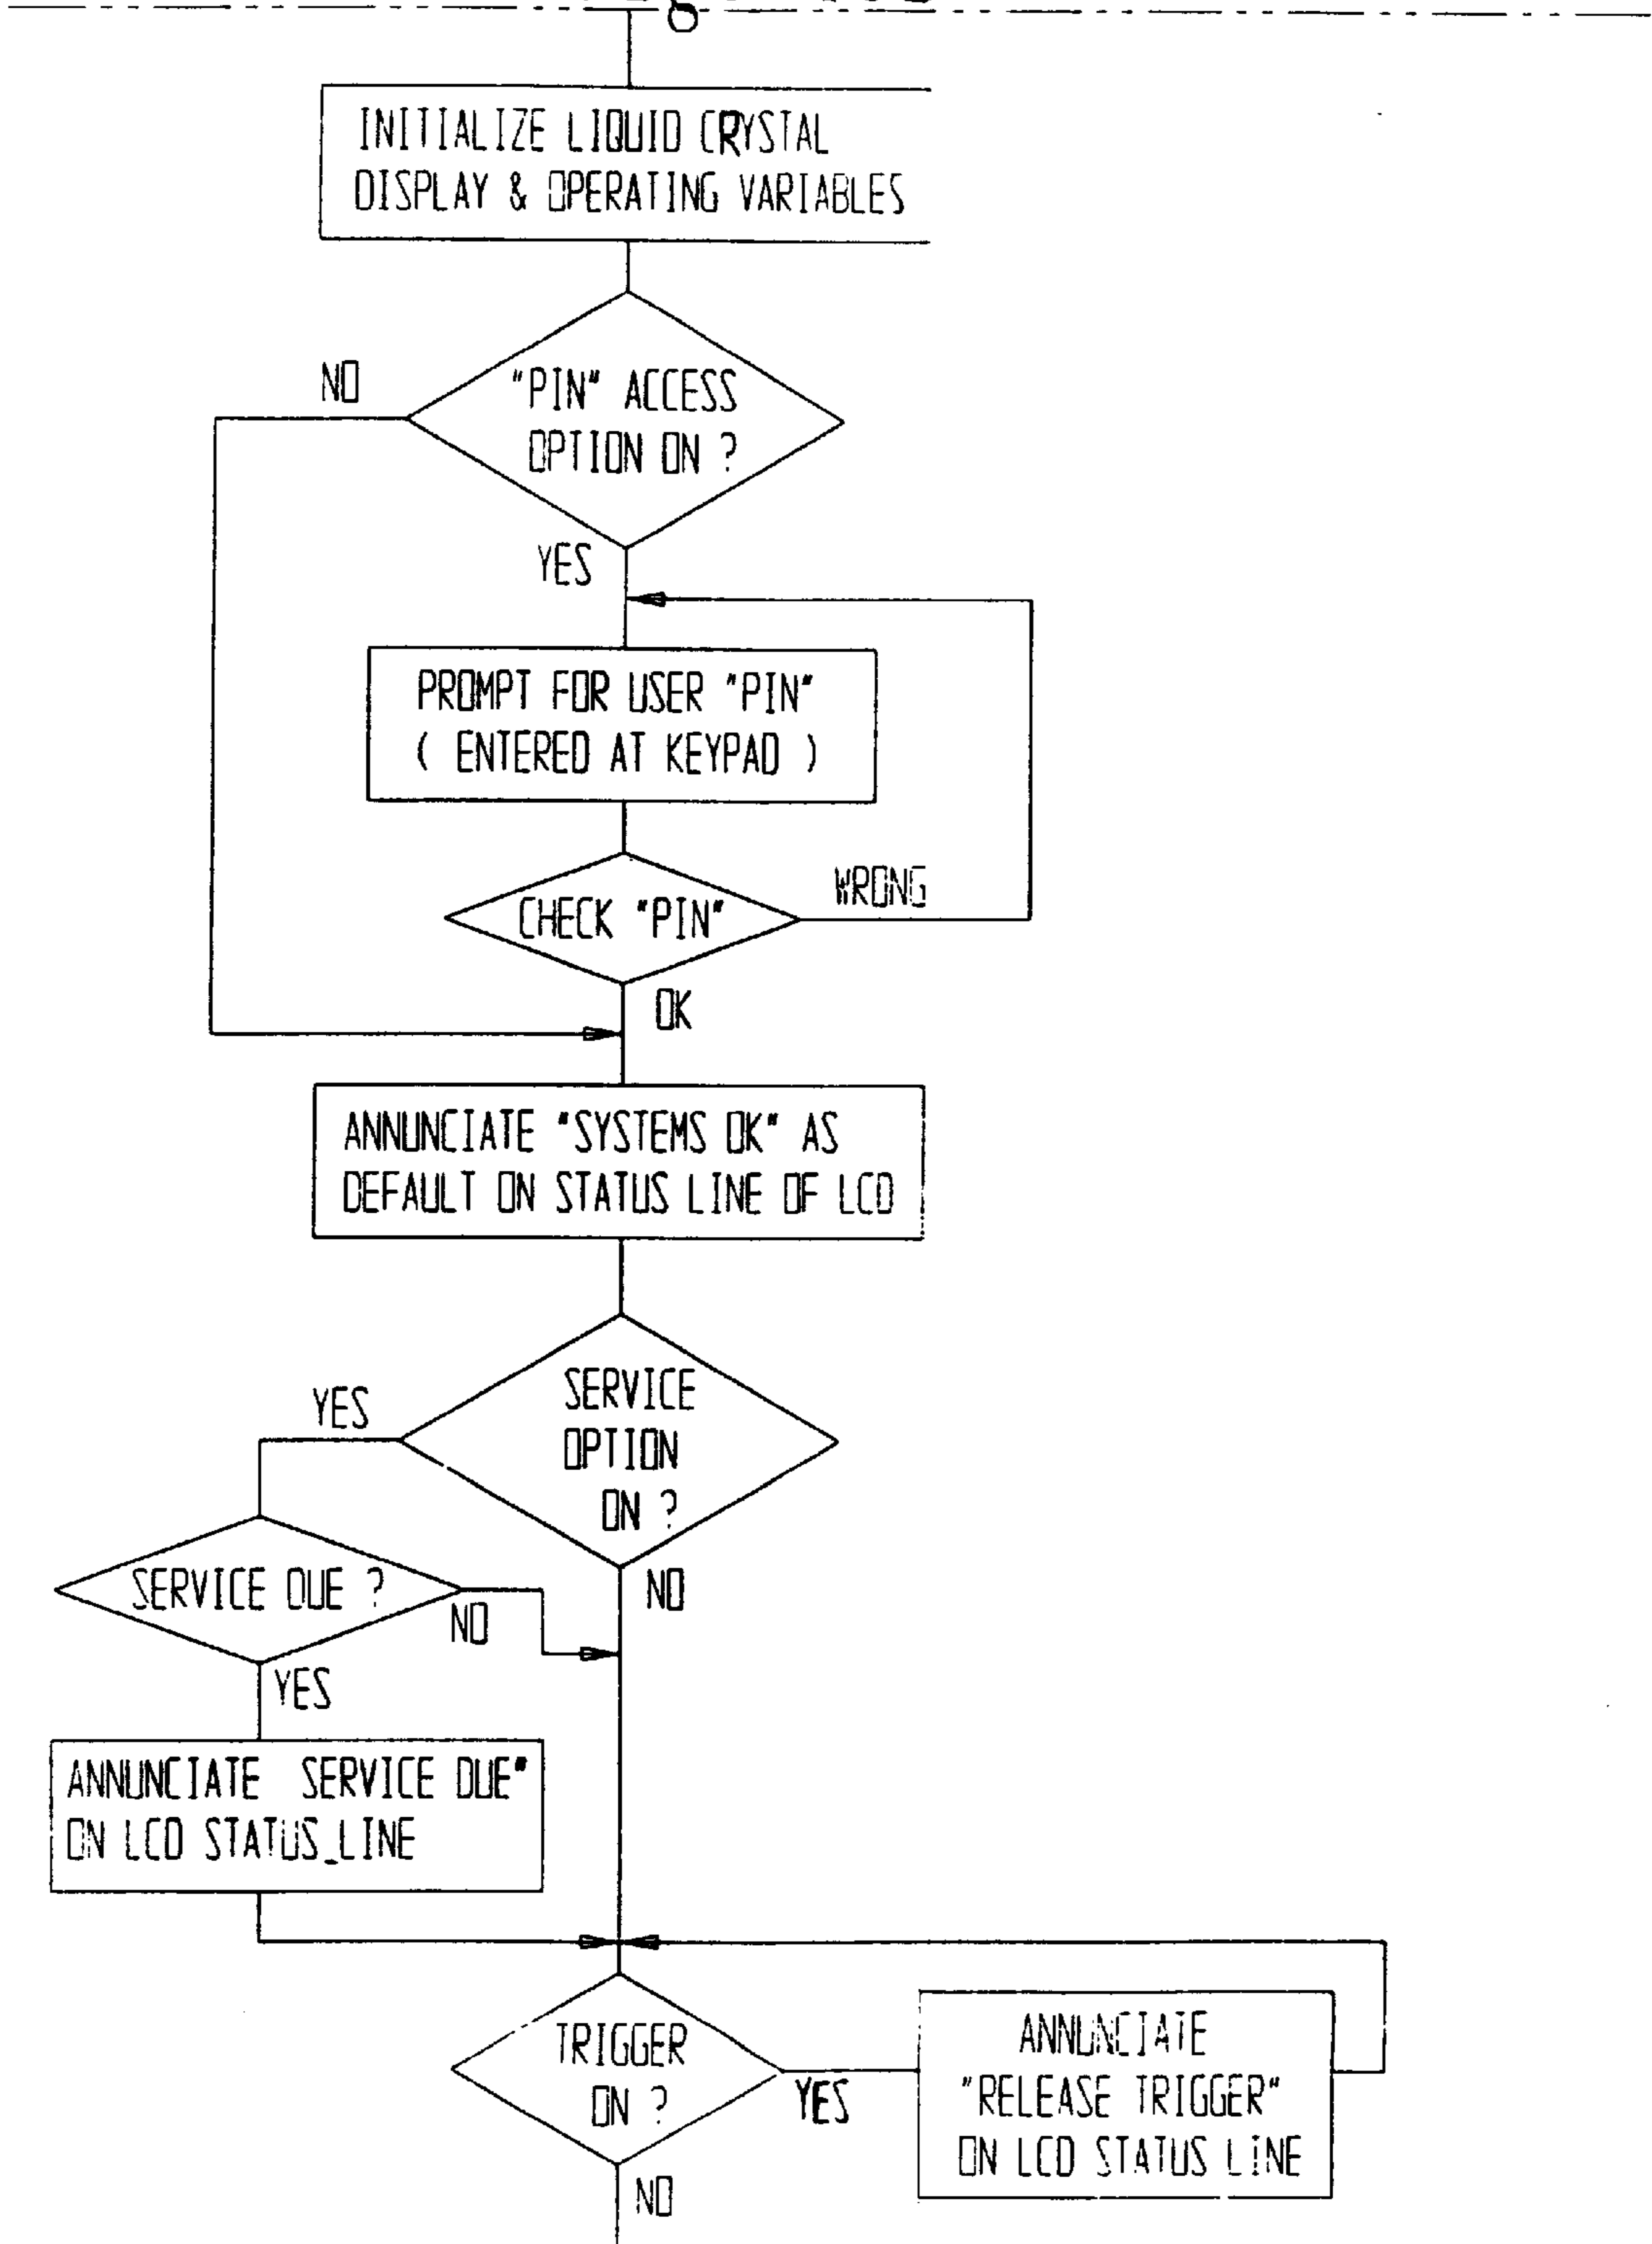 INITIALIZE LIQUID CRYSTAL
DISPLAY & OPERATING VARIABLES
NO
"PIN" ACCESS
OPTION ON ?
YES
PROMPT FOR USER "PIN"
( ENTERED AT KEYPAD )
WRONG
CHECK "PIN"
OK
ANNUNCIATE "SYSTEMS OK" AS
DEFAULT ON STATUS LINE OF LCD
YES
SERVICE
OPTION
ON ?
SERVICE DUE ?
NO
NO
YES
ANNUNCIATE SERVICE DUE"
ON LCD STATUS_LINE
TRIGGER
ON ?
YES
ANNUNCIATE
"RELEASE TRIGGER"
ON LCD STATUS LINE
NO